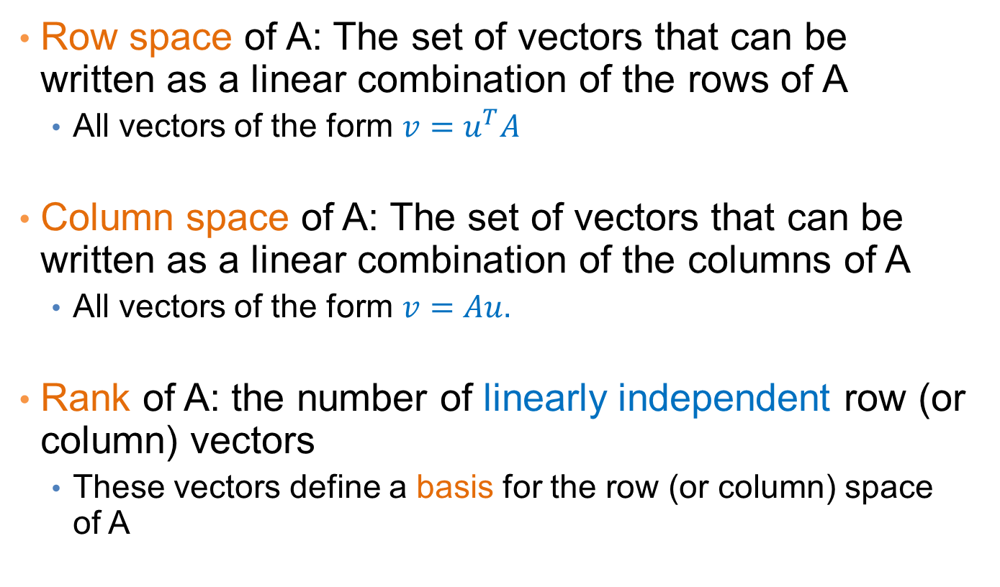 • Row space of A: The set of vectors that can be
written as a linear combination of the rows of A
• All vectors of the form 𝑣 = 𝑢ᵀ𝐴
• Column space of A: The set of vectors that can be
written as a linear combination of the columns of A
• All vectors of the form 𝑣 = 𝐴𝑢.
• Rank of A: the number of linearly independent row (or
column) vectors
• These vectors define a basis for the row (or column) space
of A